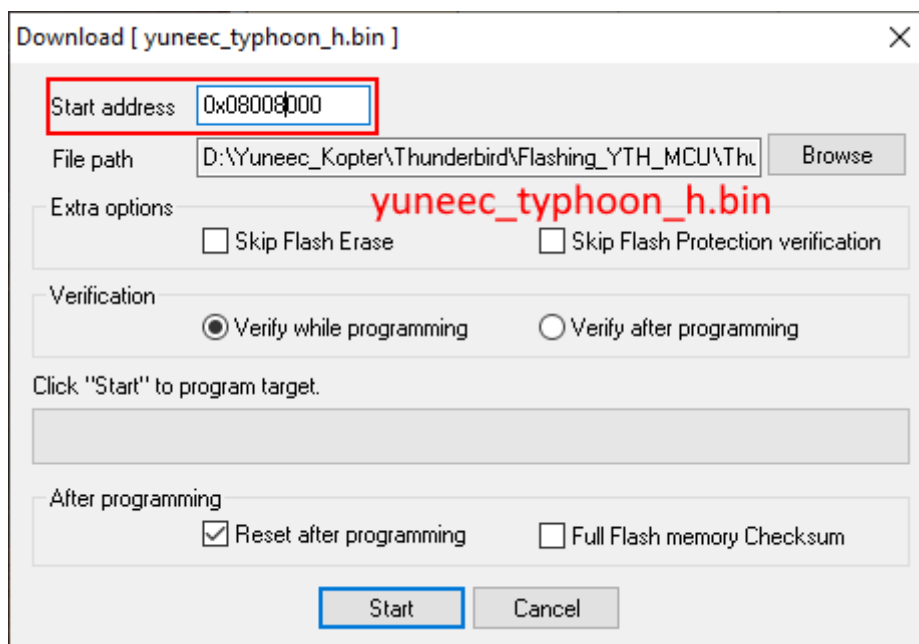 Download [ yuneec_typhoon_h.bin ]
Start address 0x08008000
File path D:\Yuneec_Kopter\Thunderbird\Flashing_YTH_MCU\Thu Browse
yuneec_typhoon_h.bin
Extra options
Skip Flash Erase Skip Flash Protection verification
Verification
Verify while programming Verify after programming
Click "Start" to program target.
After programming
Reset after programming Full Flash memory Checksum
Start Cancel